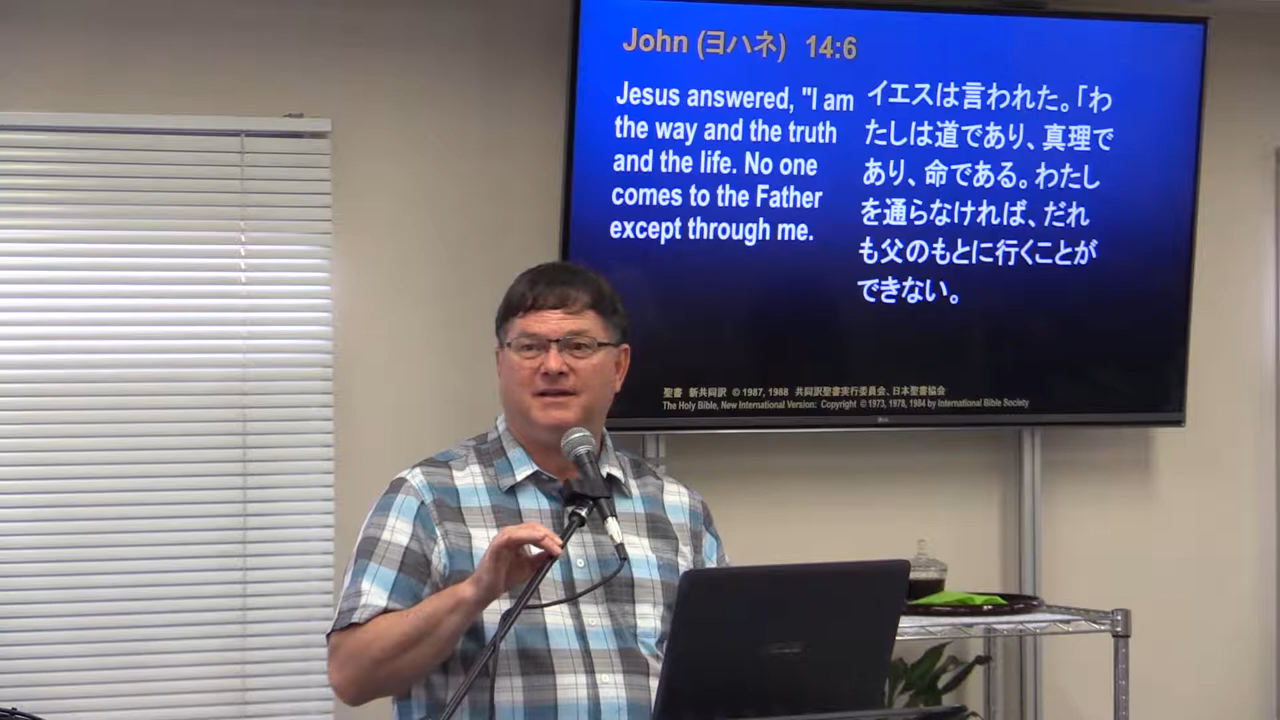 John (ヨハネ) 14:6
Jesus answered, "I am
the way and the truth
and the life. No one
comes to the Father
except through me.
イエスは言われた。「わ
たしは道であり、真理で
あり、命である。わたし
を通らなければ、だれ
も父のもとに行くことが
できない。
聖書 新共同訳 © 1987, 1988 共同訳聖書実行委員会、日本聖書協会
The Holy Bible, New International Version: Copyright © 1973, 1978, 1984 by International Bible Society
LG